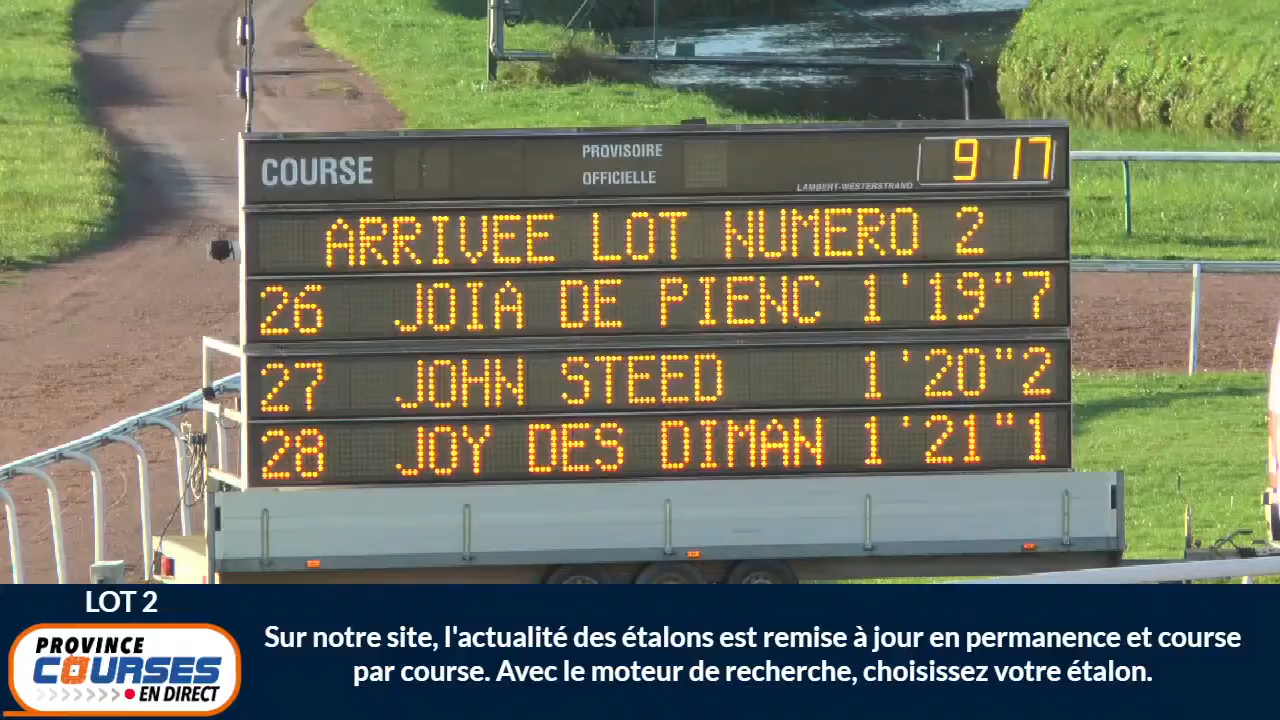 COURSE
PROVISOIRE
OFFICIELLE
9 17
LAMBERT-WESTERSTRAND
ARRIVEE LOT NUMERO 2
26 JOIA DE PIENC 1'19"7
27 JOHN STEED 1'20"2
28 JOY DES DIMAN 1'21"1
LOT 2
PROVINCE
COURSES
EN DIRECT
Sur notre site, l'actualité des étalons est remise à jour en permanence et course
par course. Avec le moteur de recherche, choisissez votre étalon.